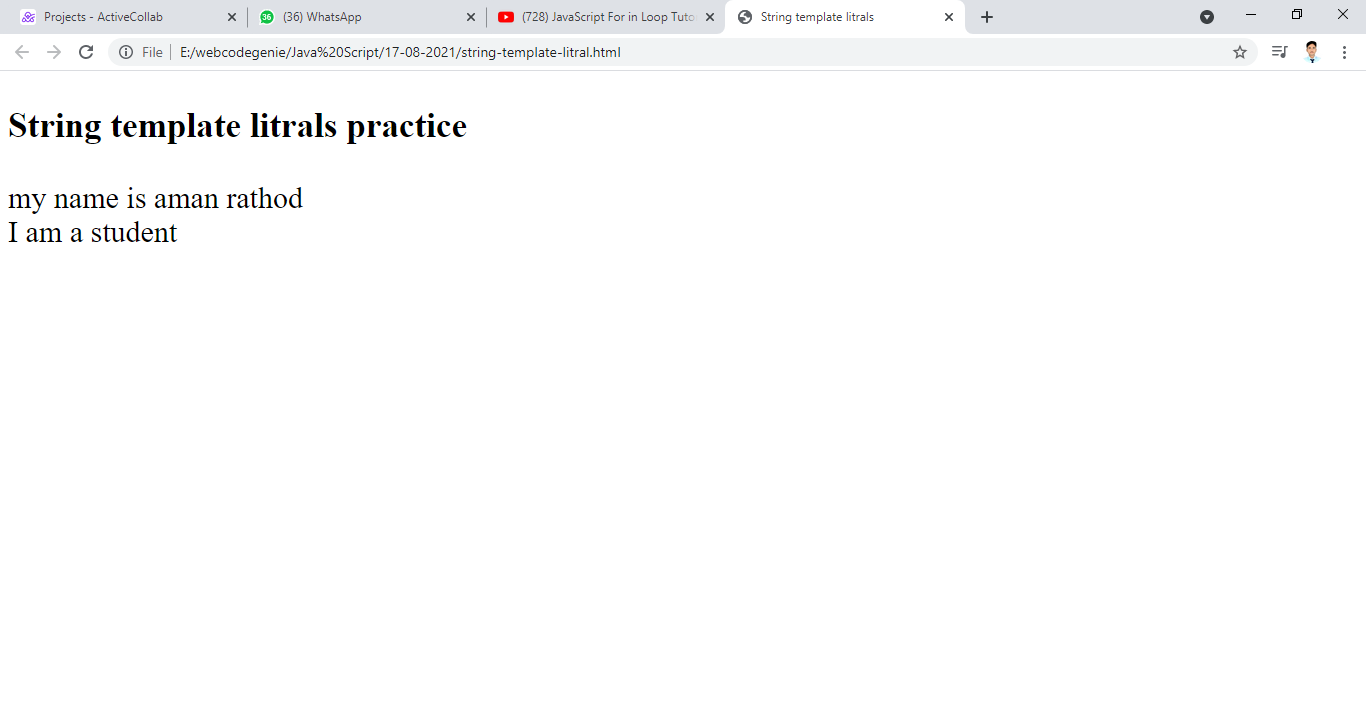 Projects - ActiveCollab
36 (36) WhatsApp
(728) JavaScript For in Loop Tuto
String template litrals
File E:/webcodegenie/Java%20Script/17-08-2021/string-template-litral.html
String template litrals practice
my name is aman rathod
I am a student